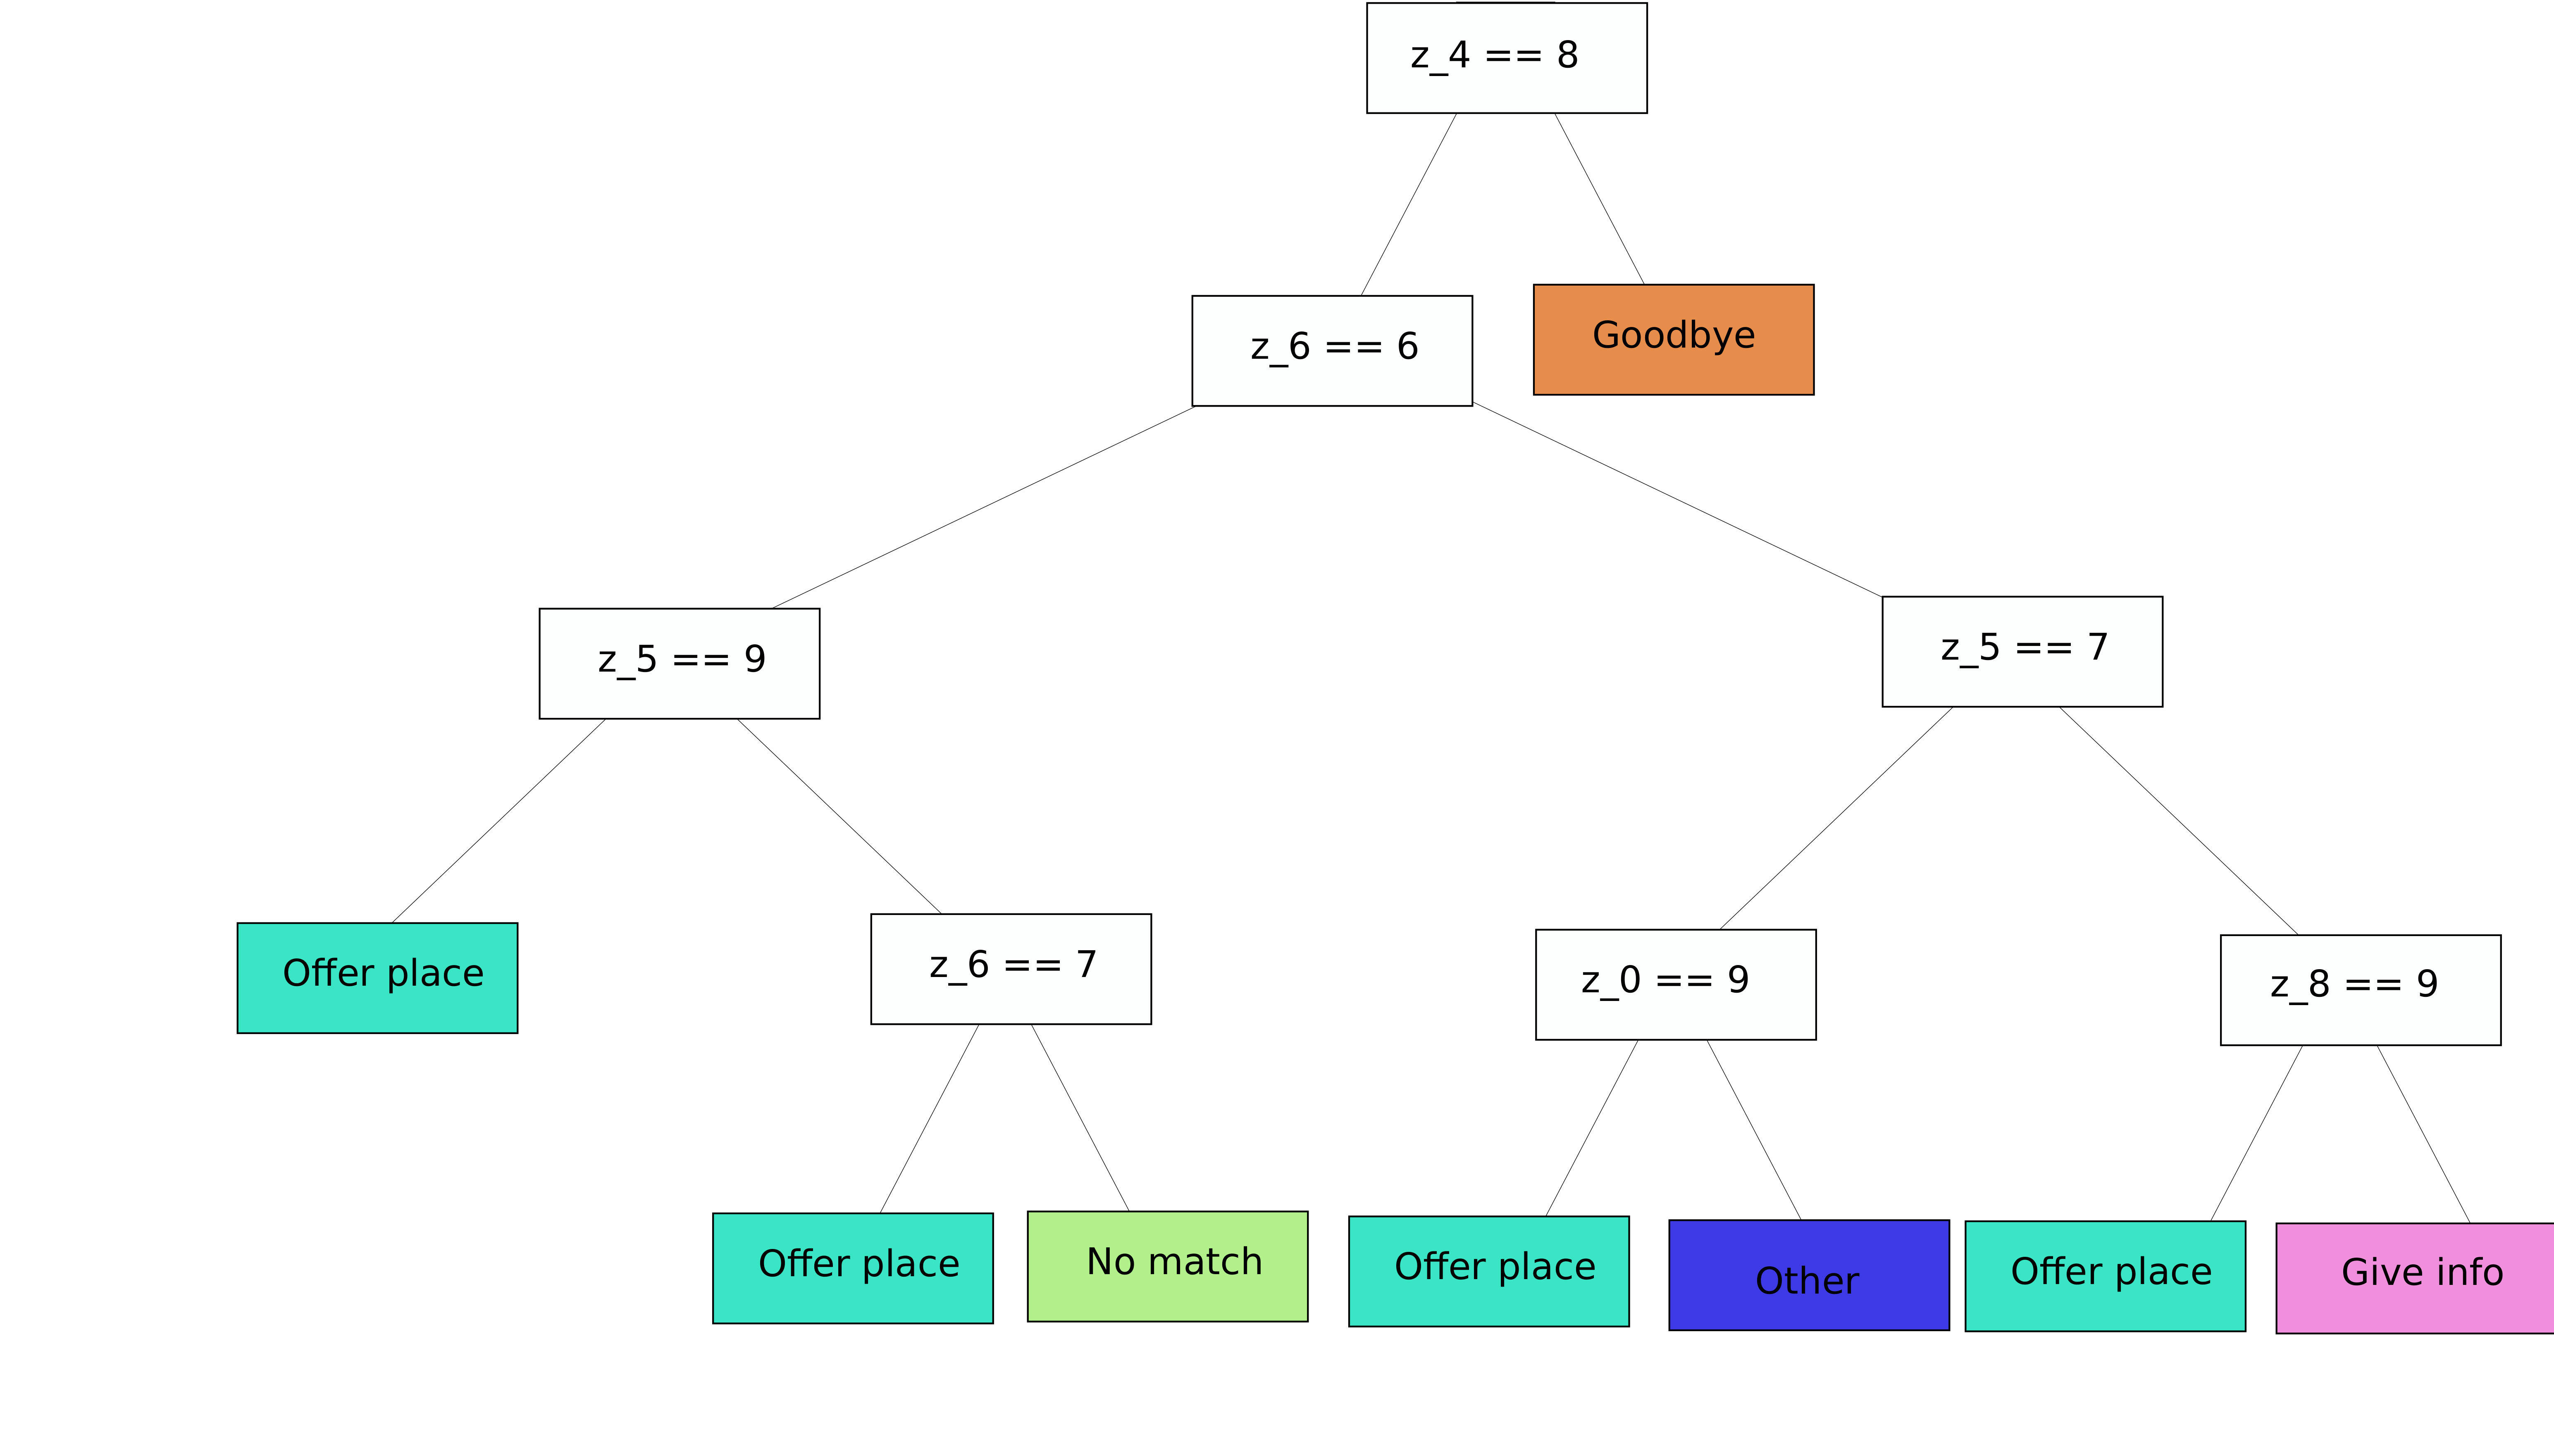 z_4 == 8
z_6 == 6
Goodbye
z_5 == 9
z_5 == 7
Offer place
z_6 == 7
z_0 == 9
z_8 == 9
Offer place
No match
Offer place
Other
Offer place
Give info